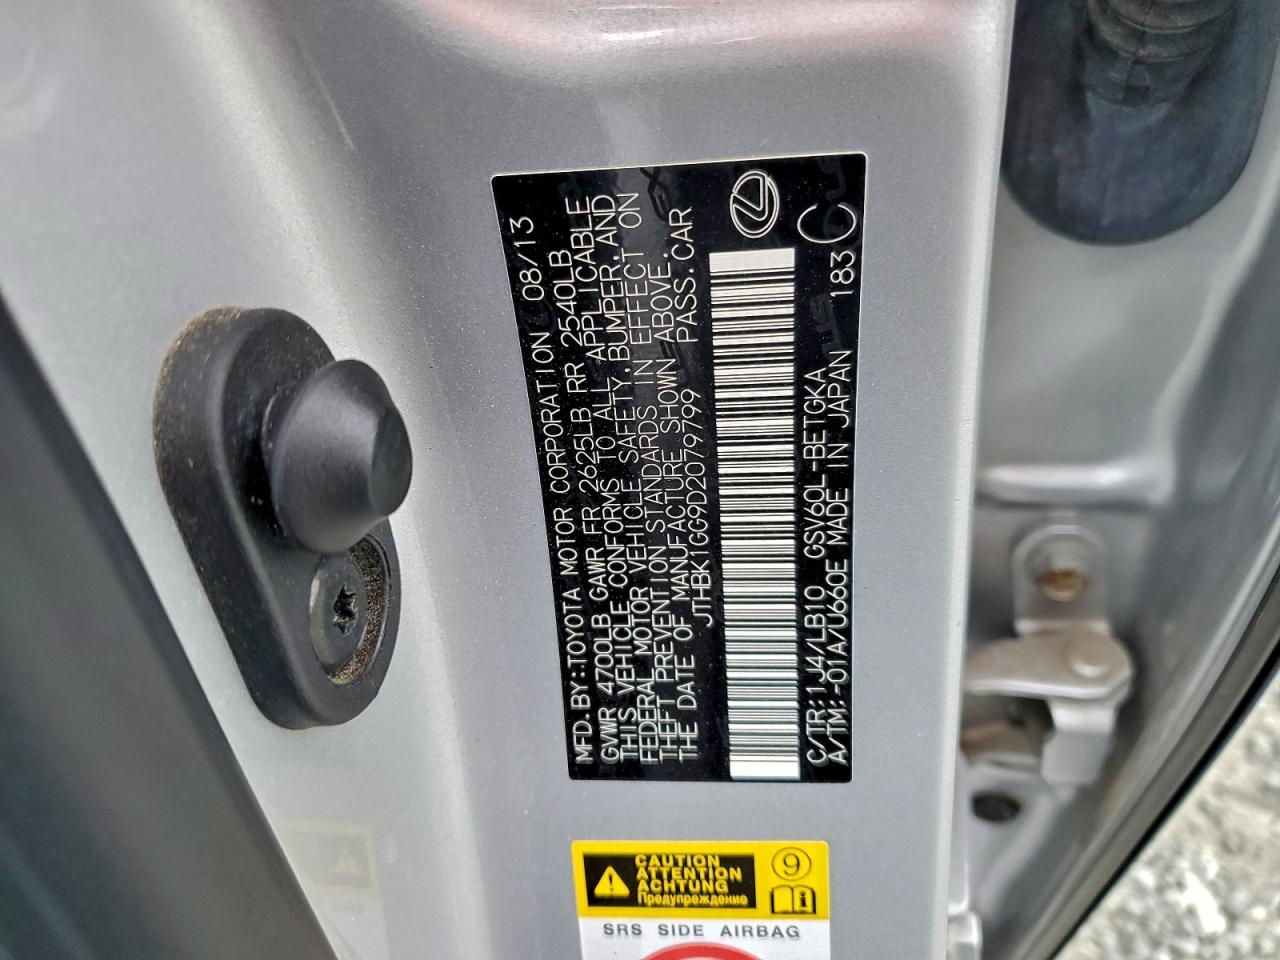 MFD.BY:TOYOTA MOTOR CORPORATION 08/13
GVWR 4700LB GAWR FR 2625LB RR 2540LB
THIS VEHICLE CONFORMS TO ALL APPLICABLE
FEDERAL MOTOR VEHICLE SAFETY,BUMPER,AND
THEFT PREVENTION STANDARDS IN EFFECT ON
THE DATE OF MANUFACTURE SHOWN ABOVE.
JTHBK1GG9D2079799 PASS.CAR
C/TR:1J4/LB10 GSV60L-BETGKA
A/TM:-01A/U660E MADE IN JAPAN 183
CAUTION
ATTENTION
ACHTUNG
Предупреждение
9
SRS SIDE AIRBAG